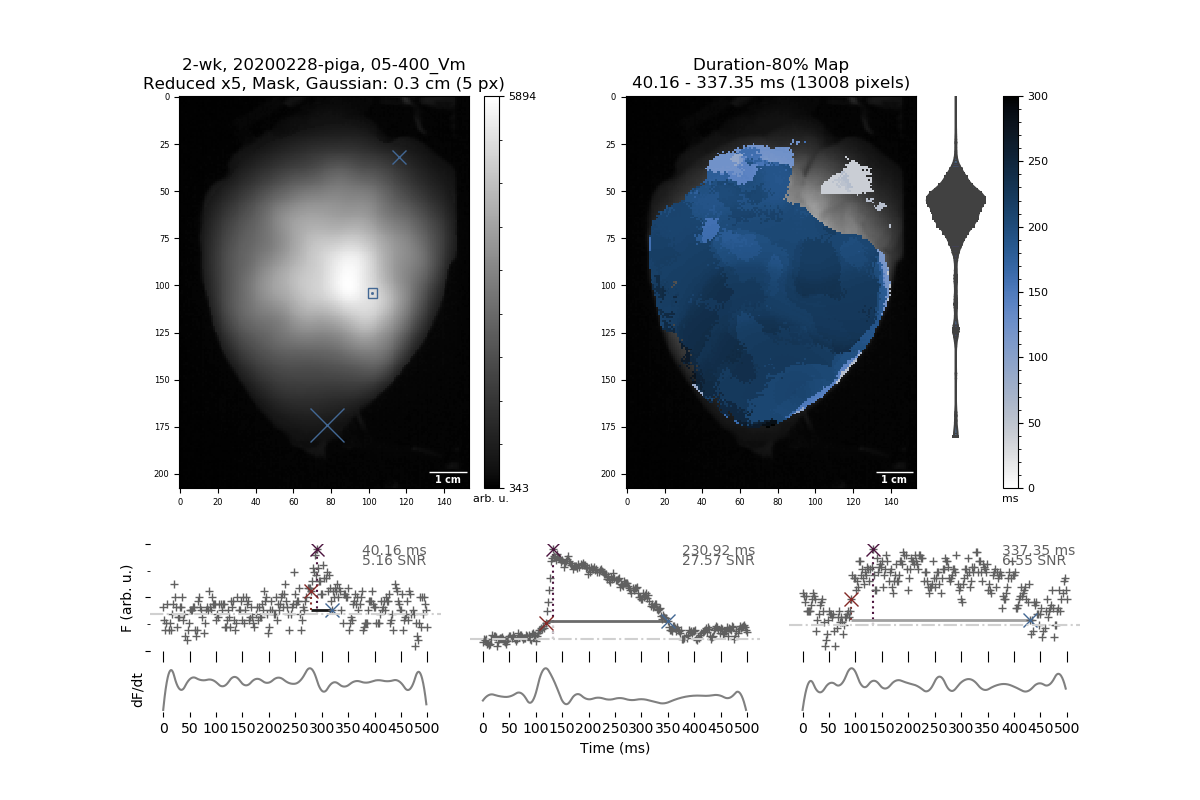 2-wk, 20200228-piga, 05-400_Vm
Reduced x5, Mask, Gaussian: 0.3 cm (5 px)
Duration-80% Map
40.16 - 337.35 ms (13008 pixels)
0
25
50
75
100
125
150
175
200
0 20 40 60 80 100 120 140
1 cm
5894
343
arb. u.
0
25
50
75
100
125
150
175
200
0 20 40 60 80 100 120 140
1 cm
300
250
200
150
100
50
0
ms
F (arb. u.)
40.16 ms
5.16 SNR
230.92 ms
27.57 SNR
337.35 ms
6.55 SNR
dF/dt
0 50 100 150 200 250 300 350 400 450 500
0 50 100 150 200 250 300 350 400 450 500
0 50 100 150 200 250 300 350 400 450 500
Time (ms)